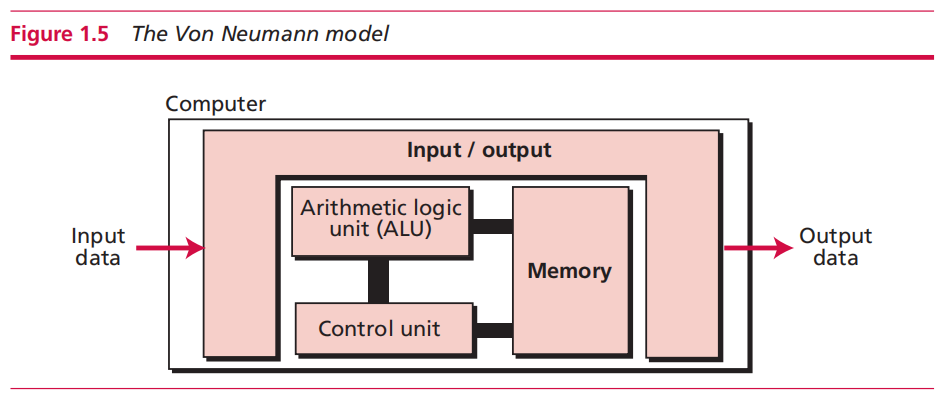 Figure 1.5 The Von Neumann model
Computer
Input / output
Arithmetic logic
unit (ALU)
Memory
Control unit
Input
data
Output
data